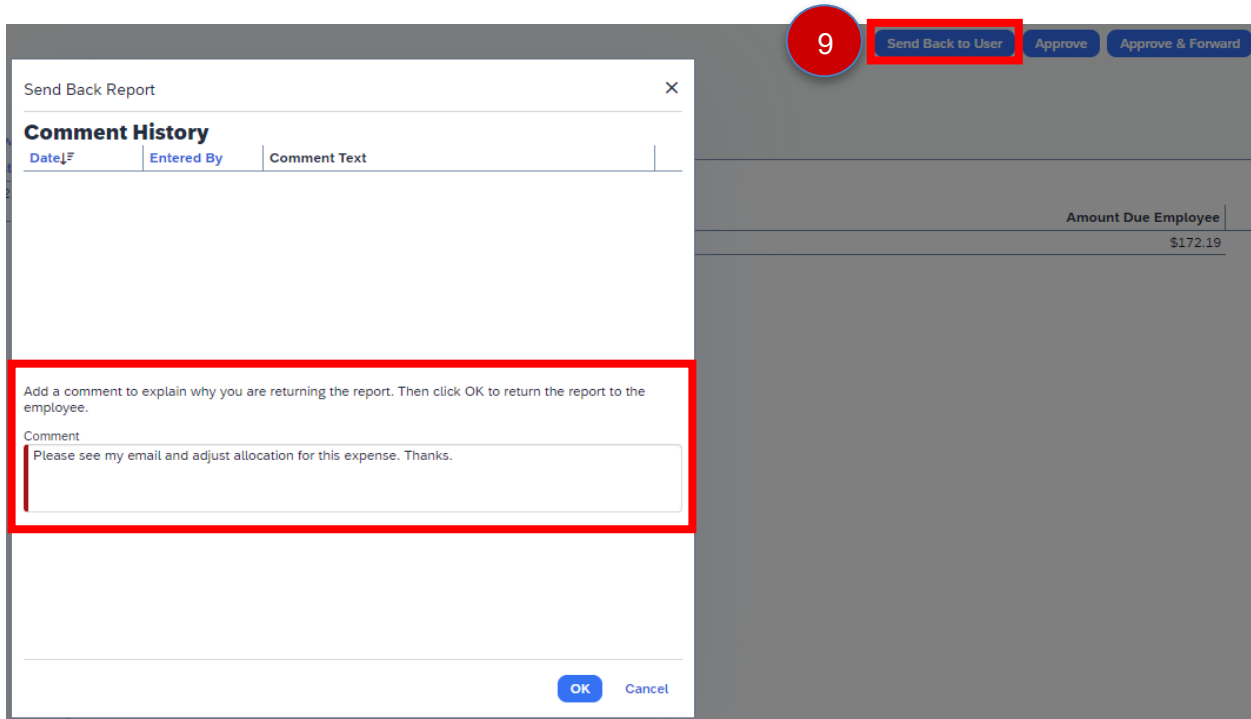 9
Send Back to User
Approve
Approve & Forward
Send Back Report
Comment History
Date
Entered By
Comment Text
Amount Due Employee
$172.19
Add a comment to explain why you are returning the report. Then click OK to return the report to the
employee.
Comment
Please see my email and adjust allocation for this expense. Thanks.
OK
Cancel